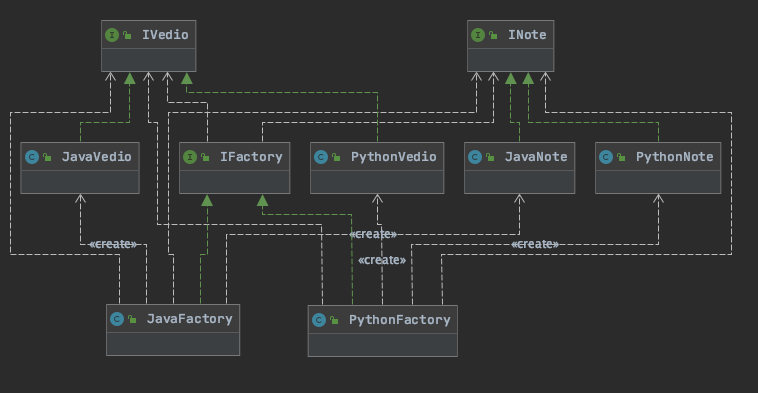 IVedio
INote
JavaVedio
IFactory
PythonVedio
JavaNote
PythonNote
«create»
«create»
«create»
«create»
JavaFactory
PythonFactory